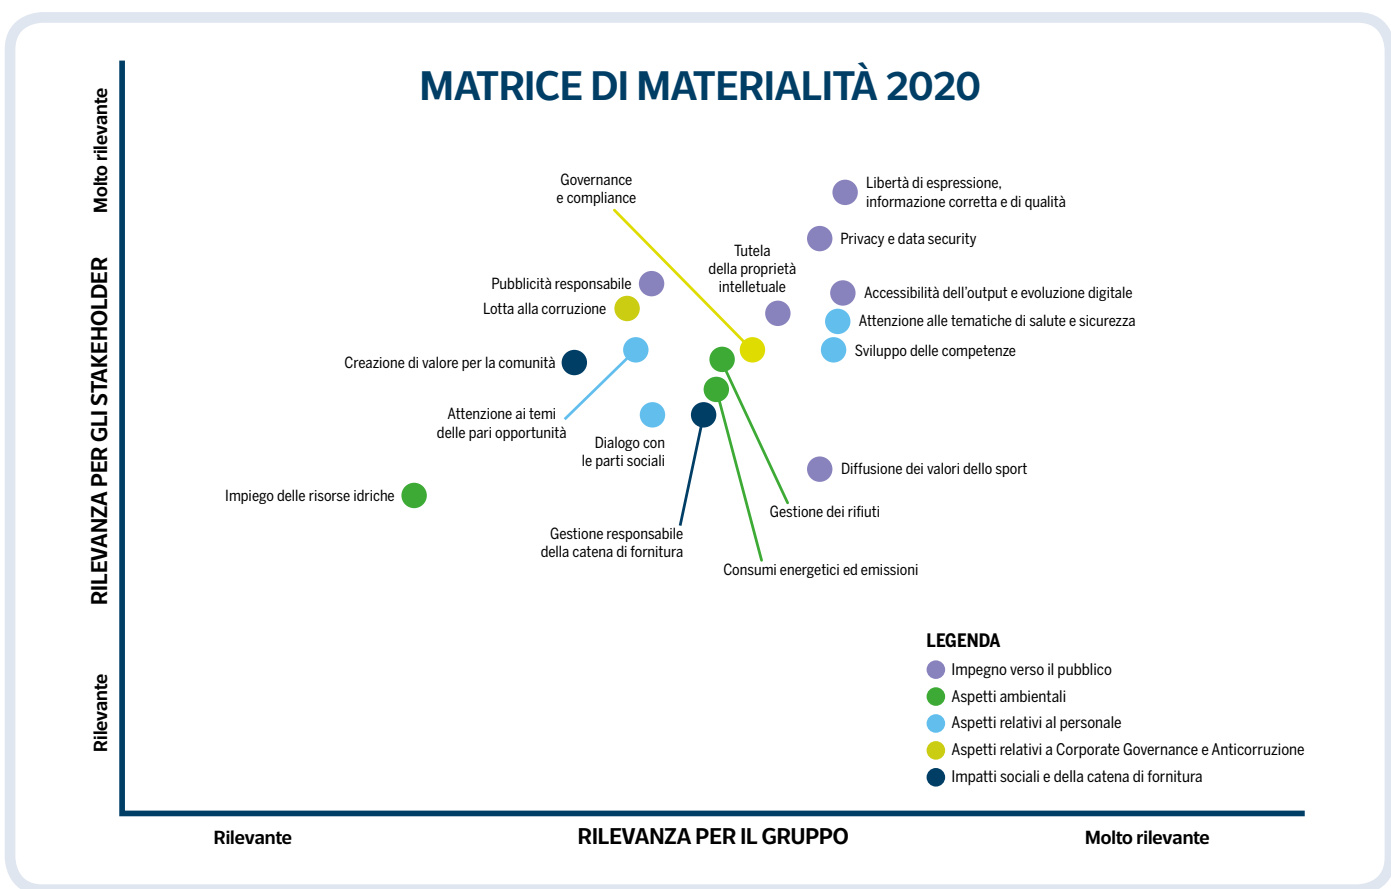 MATRICE DI MATERIALITÀ 2020
Molto rilevante
RILEVANZA PER GLI STAKEHOLDER
Rilevante
Governance
e compliance
Libertà di espressione,
informazione corretta e di qualità
Privacy e data security
Tutela
della proprietà
intelletuale
Pubblicità responsabile
Accessibilità dell'output e evoluzione digitale
Lotta alla corruzione
Attenzione alle tematiche di salute e sicurezza
Sviluppo delle competenze
Creazione di valore per la comunità
Attenzione ai temi
delle pari opportunità
Dialogo con
le parti sociali
Diffusione dei valori dello sport
Impiego delle risorse idriche
Gestione dei rifiuti
Gestione responsabile
della catena di fornitura
Consumi energetici ed emissioni
LEGENDA
Impegno verso il pubblico
Aspetti ambientali
Aspetti relativi al personale
Aspetti relativi a Corporate Governance e Anticorruzione
Impatti sociali e della catena di fornitura
Rilevante
RILEVANZA PER IL GRUPPO
Molto rilevante